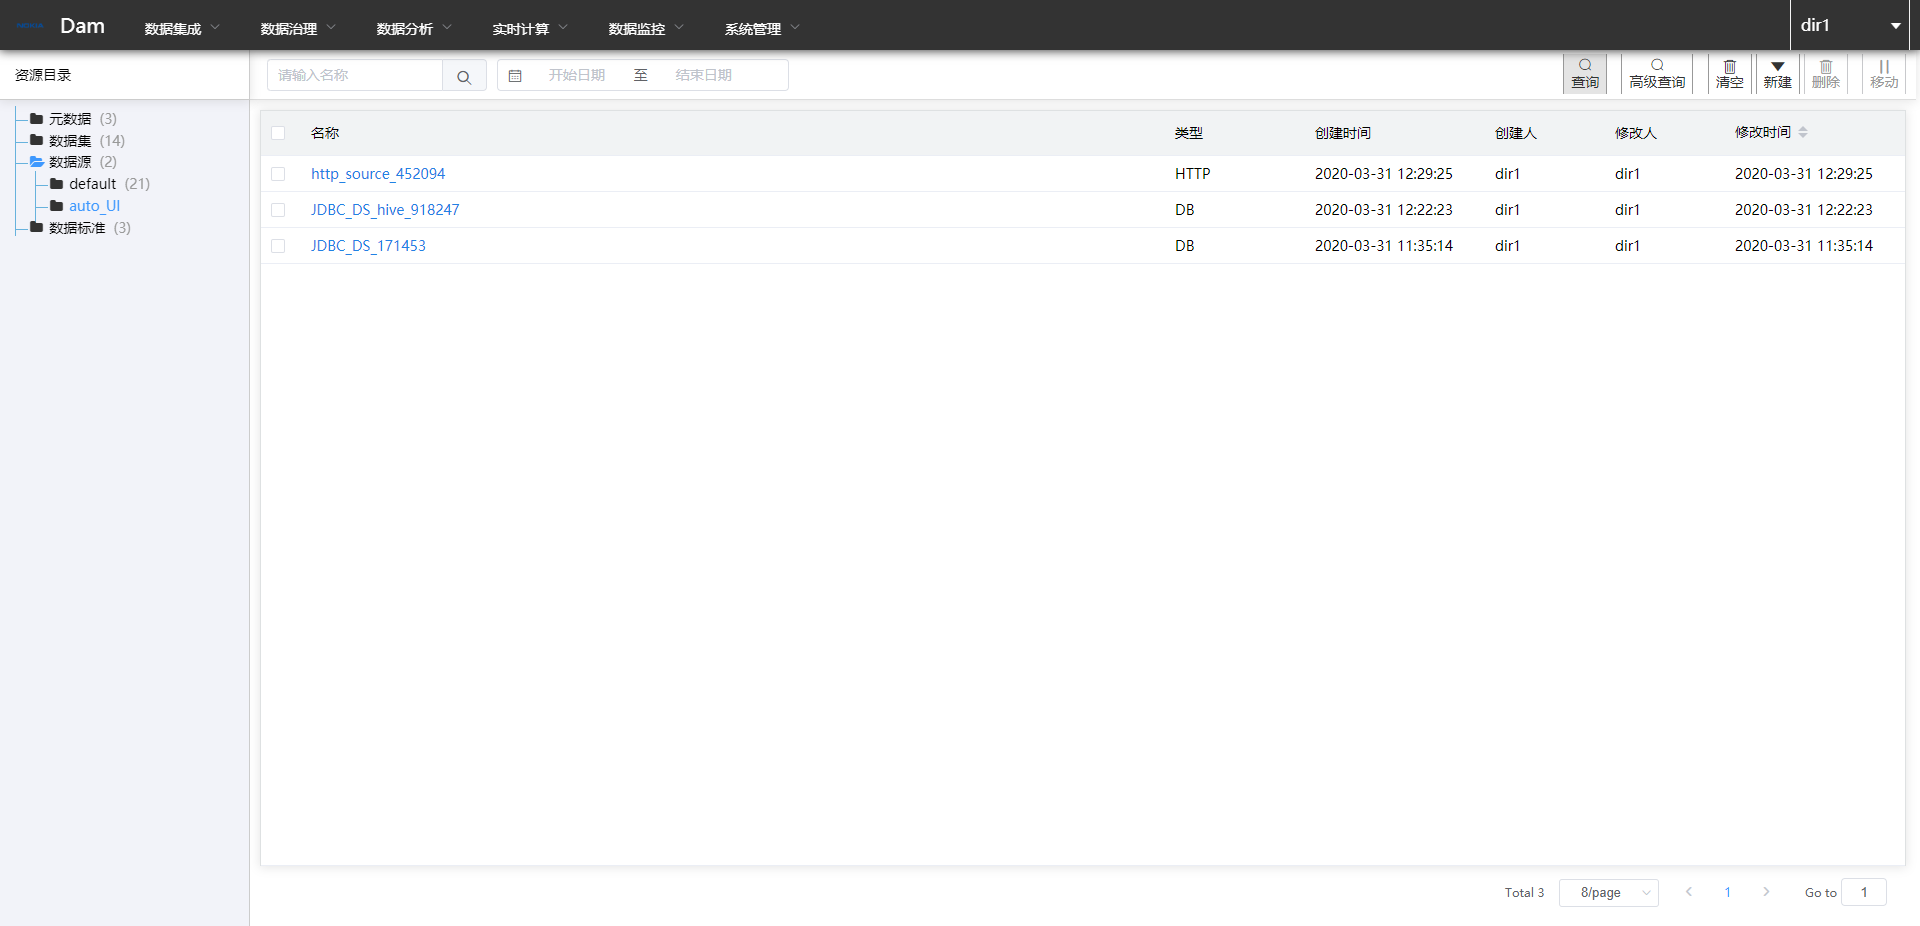 Dam 数据集成 数据治理 数据分析 实时计算 数据监控 系统管理 dir1
资源目录
请输入名称 开始日期 至 结束日期 查询 高级查询 清空 新建 删除 移动
元数据 (3)
数据集 (14)
数据源 (2)
default (21)
auto_UI
数据标准 (3)
名称 类型 创建时间 创建人 修改人 修改时间
http_source_452094 HTTP 2020-03-31 12:29:25 dir1 dir1 2020-03-31 12:29:25
JDBC_DS_hive_918247 DB 2020-03-31 12:22:23 dir1 dir1 2020-03-31 12:22:23
JDBC_DS_171453 DB 2020-03-31 11:35:14 dir1 dir1 2020-03-31 11:35:14
Total 3 8/page 1 Go to 1